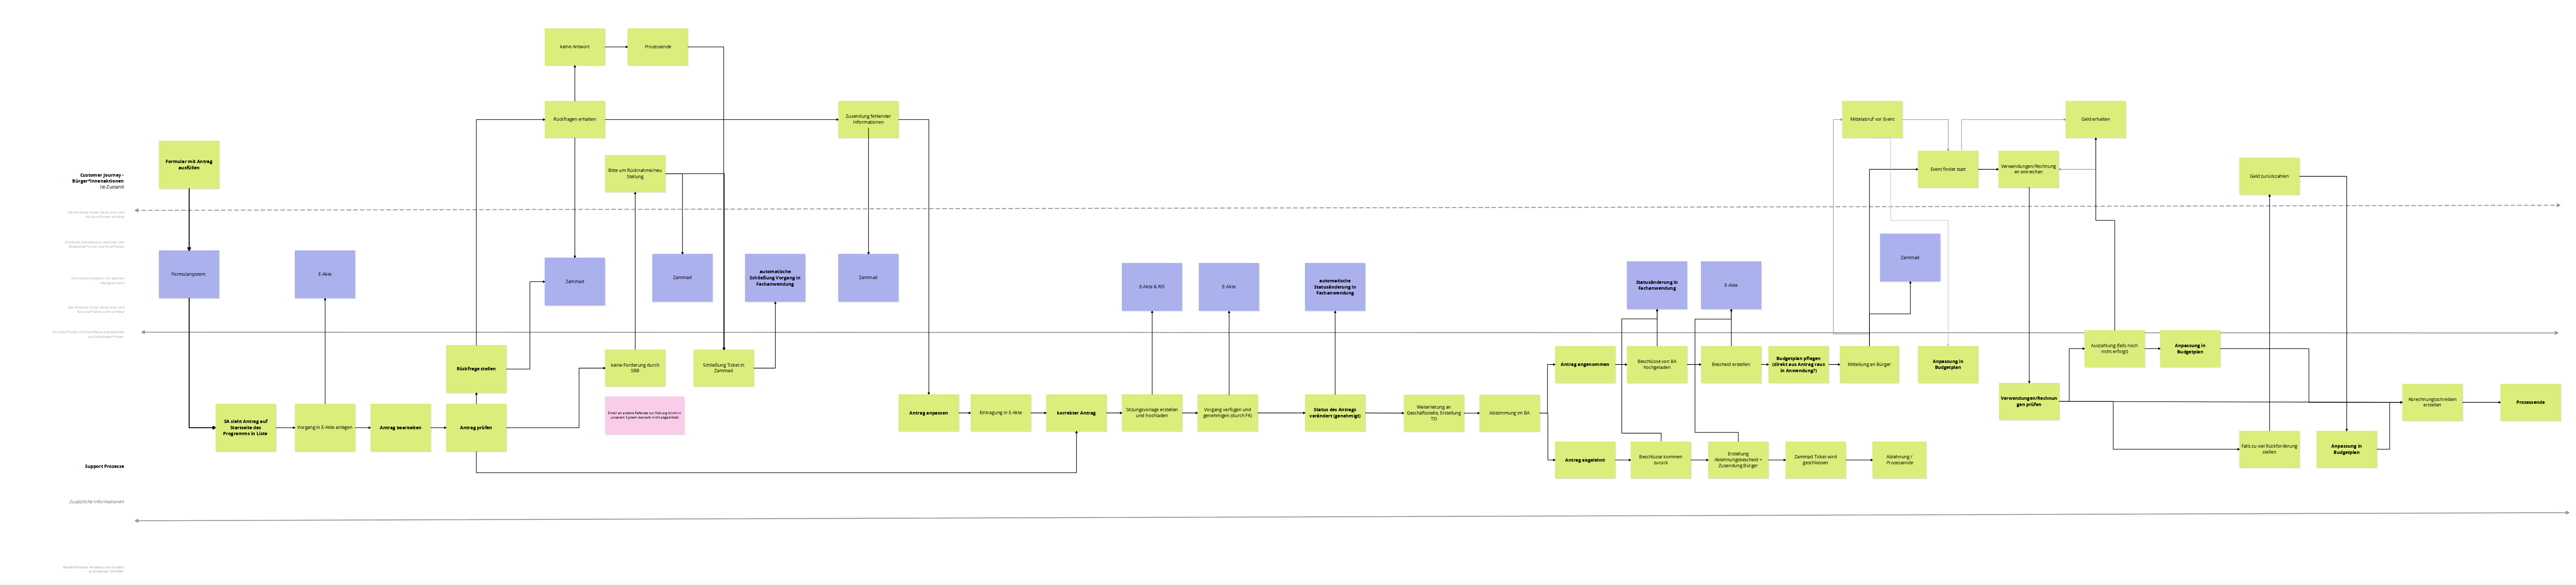 keine Antwort
Prozessende
Rückfragen erhalten
Zusendung fehlender
Informationen
Mittelabruf vor Event
Geld erhalten
Formular mit Antrag
ausfüllen
Bitte um Rücknahme/neu
Stellung
Event findet statt
Verwendungen/Rechnung
en einreichen
Geld zurückzahlen
Customer Journey -
Bürger*innenaktionen
Ist-Zustand
Formularsystem
E-Akte
Zammad
Zammad
automatische
Schließung Vorgang in
Fachanwendung
Zammad
E-Akte & RIS
E-Akte
automatische
Statusänderung in
Fachanwendung
Statusänderung in
Fachanwendung
E-Akte
Zammad
Rückfrage stellen
keine Forderung durch
SBB
Schließung Ticket in
Zammad
Antrag angenommen
Beschlüsse von BA
hochgeladen
Bescheid erstellen
Budgetplan pflegen
(direkt aus Antrag raus
in Anwendung?)
Mitteilung an Bürger
Anpassung in
Budgetplan
Auszahlung (falls noch
nicht erfolgt)
Anpassung in
Budgetplan
SA sieht Antrag auf
Startseite des
Programms in Liste
Vorgang in E-Akte anlegen
Antrag bearbeiten
Antrag prüfen
Email an andere Referate zur Klärung (nicht in
unserem System deshalb nicht abgebildet)
Antrag anpassen
Eintragung in E-Akte
korrekter Antrag
Sitzungsvorlage erstellen
und hochladen
Vorgang verfügen und
genehmigen (durch FK)
Status des Antrags
verändert (genehmigt)
Weiterleitung an
Geschäftsstelle, Erstellung
TO
Abstimmung im BA
Verwendungen/Rechnun
gen prüfen
Abrechnungsschreiben
erstellen
Prozessende
Antrag abgelehnt
Beschlüsse kommen
zurück
Erstellung
Ablehnungsbescheid +
Zusendung Bürger
Zammad Ticket wird
geschlossen
Ablehnung /
Prozessende
Falls zu viel Rückforderung
stellen
Anpassung in
Budgetplan
Support Prozesse
Zusätzliche Informationen